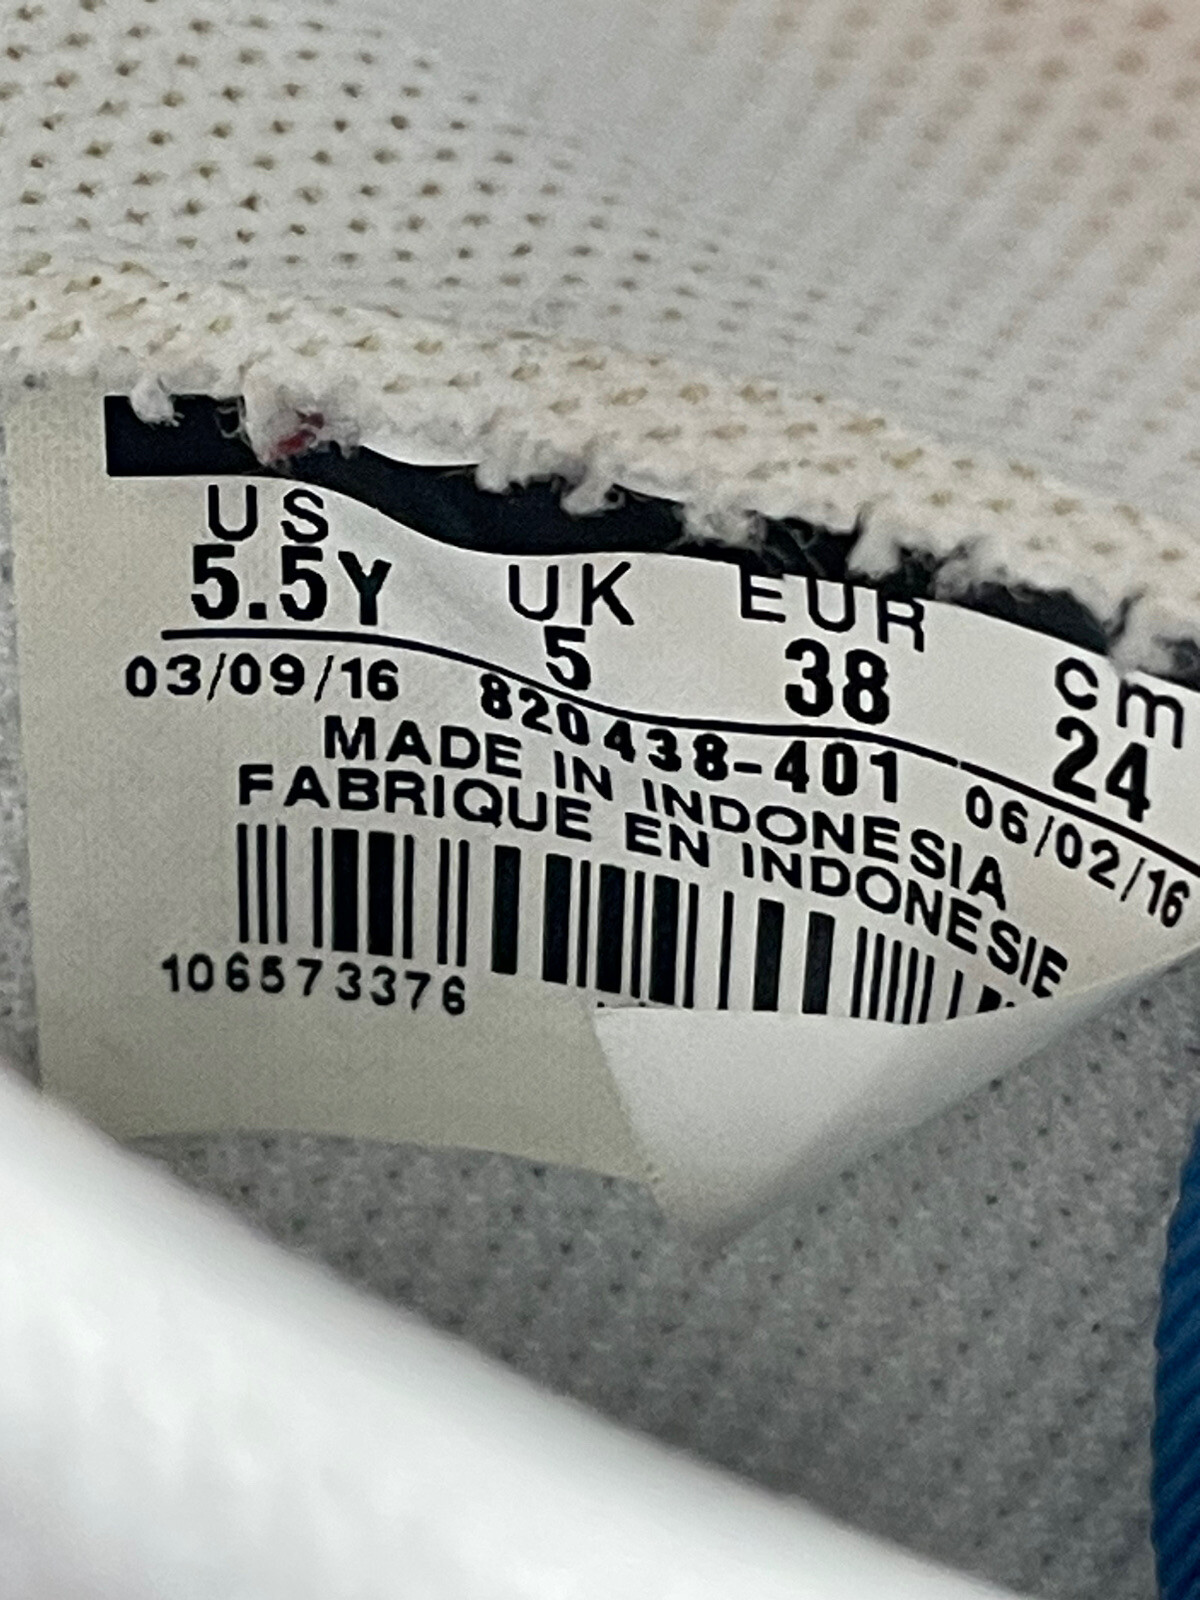 US UK EUR cm
5.5Y 5 38 24
03/09/16 820438-401 06/02/16
MADE IN INDONESIA
FABRIQUE EN INDONESIE
106573376